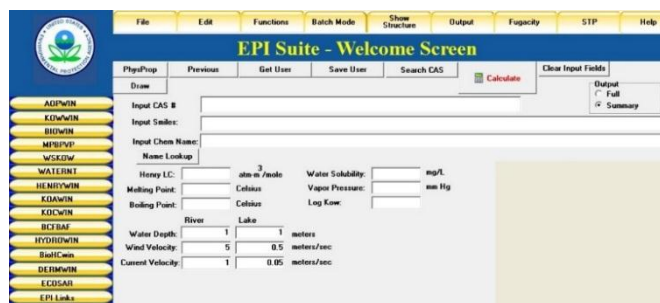 File Edit Functions Batch Mode Show Structure Output Fugacity STP Help
EPI Suite - Welcome Screen
PhysProp Previous Get User Save User Search CAS Calculate Clear Input Fields
Draw
Output
Full
Summary
Input CAS #
Input Smiles:
Input Chem Name:
Name Lookup
Henry LC: atm-m3/mole Water Solubility: mg/L
Melting Point: Celsius Vapor Pressure: mm Hg
Boiling Point: Celsius Log Kow:
River Lake
Water Depth: 1 1 meters
Wind Velocity: 5 0.5 meters/sec
Current Velocity: 1 0.05 meters/sec
AOPWIN
KOWWIN
BIOWIN
MPBPVP
WSKOW
WATERNT
HENRYWIN
KOAWIN
KOCWIN
BCFBAF
HYDROWIN
BioHCwin
DERMWIN
ECOSAR
EPI Links